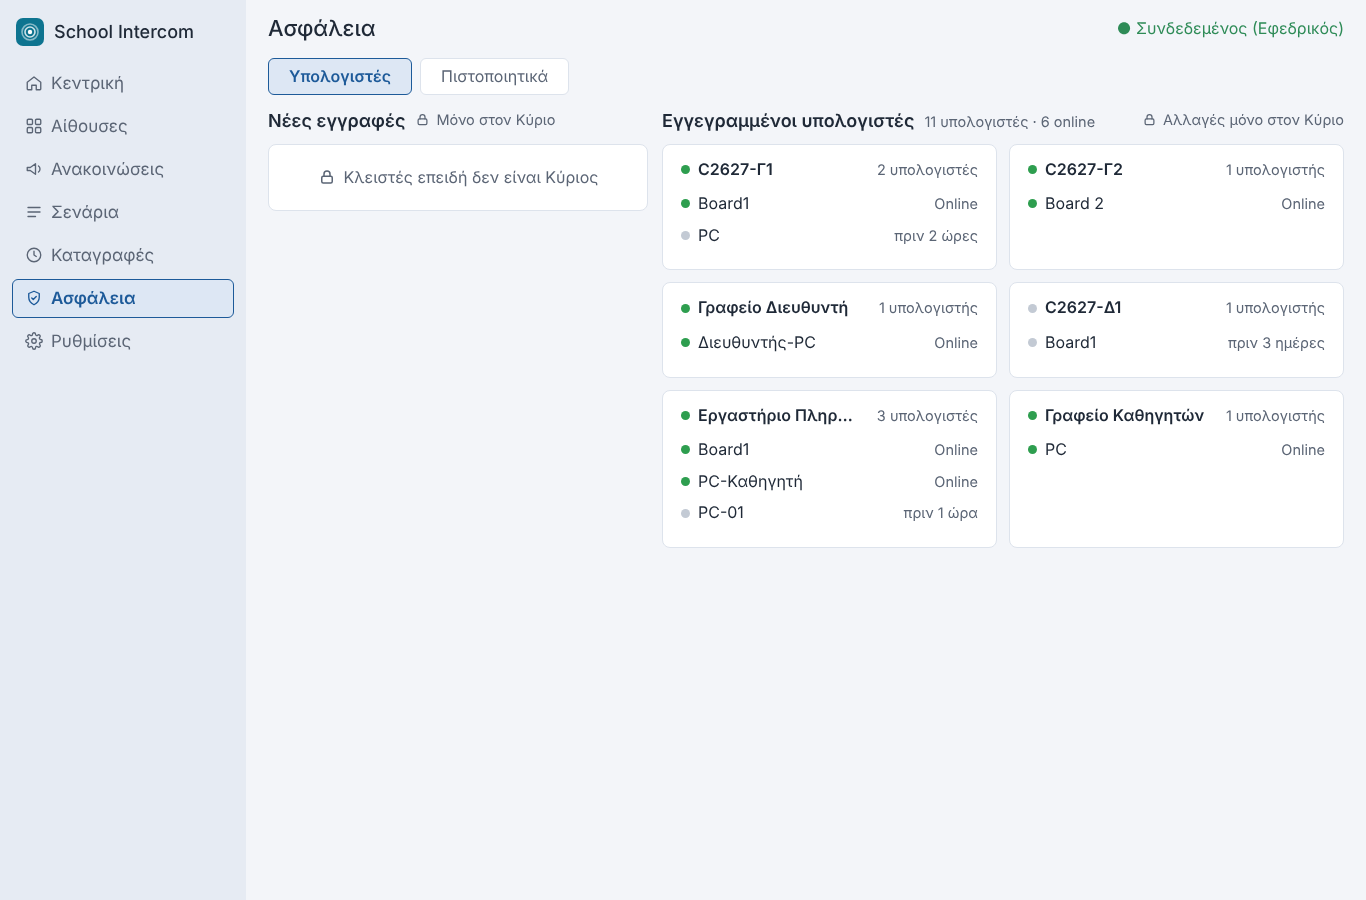 School Intercom
Κεντρική
Αίθουσες
Ανακοινώσεις
Σενάρια
Καταγραφές
Ασφάλεια
Ρυθμίσεις
Ασφάλεια
Συνδεδεμένος (Εφεδρικός)
Υπολογιστές
Πιστοποιητικά
Νέες εγγραφές Μόνο στον Κύριο
Κλειστές επειδή δεν είναι Κύριος
Εγγεγραμμένοι υπολογιστές 11 υπολογιστές · 6 online
Αλλαγές μόνο στον Κύριο
C2627-Γ1 2 υπολογιστές
Board1 Online
PC πριν 2 ώρες
C2627-Γ2 1 υπολογιστής
Board 2 Online
Γραφείο Διευθυντή 1 υπολογιστής
Διευθυντής-PC Online
C2627-Δ1 1 υπολογιστής
Board1 πριν 3 ημέρες
Εργαστήριο Πληρ... 3 υπολογιστές
Board1 Online
PC-Καθηγητή Online
PC-01 πριν 1 ώρα
Γραφείο Καθηγητών 1 υπολογιστής
PC Online